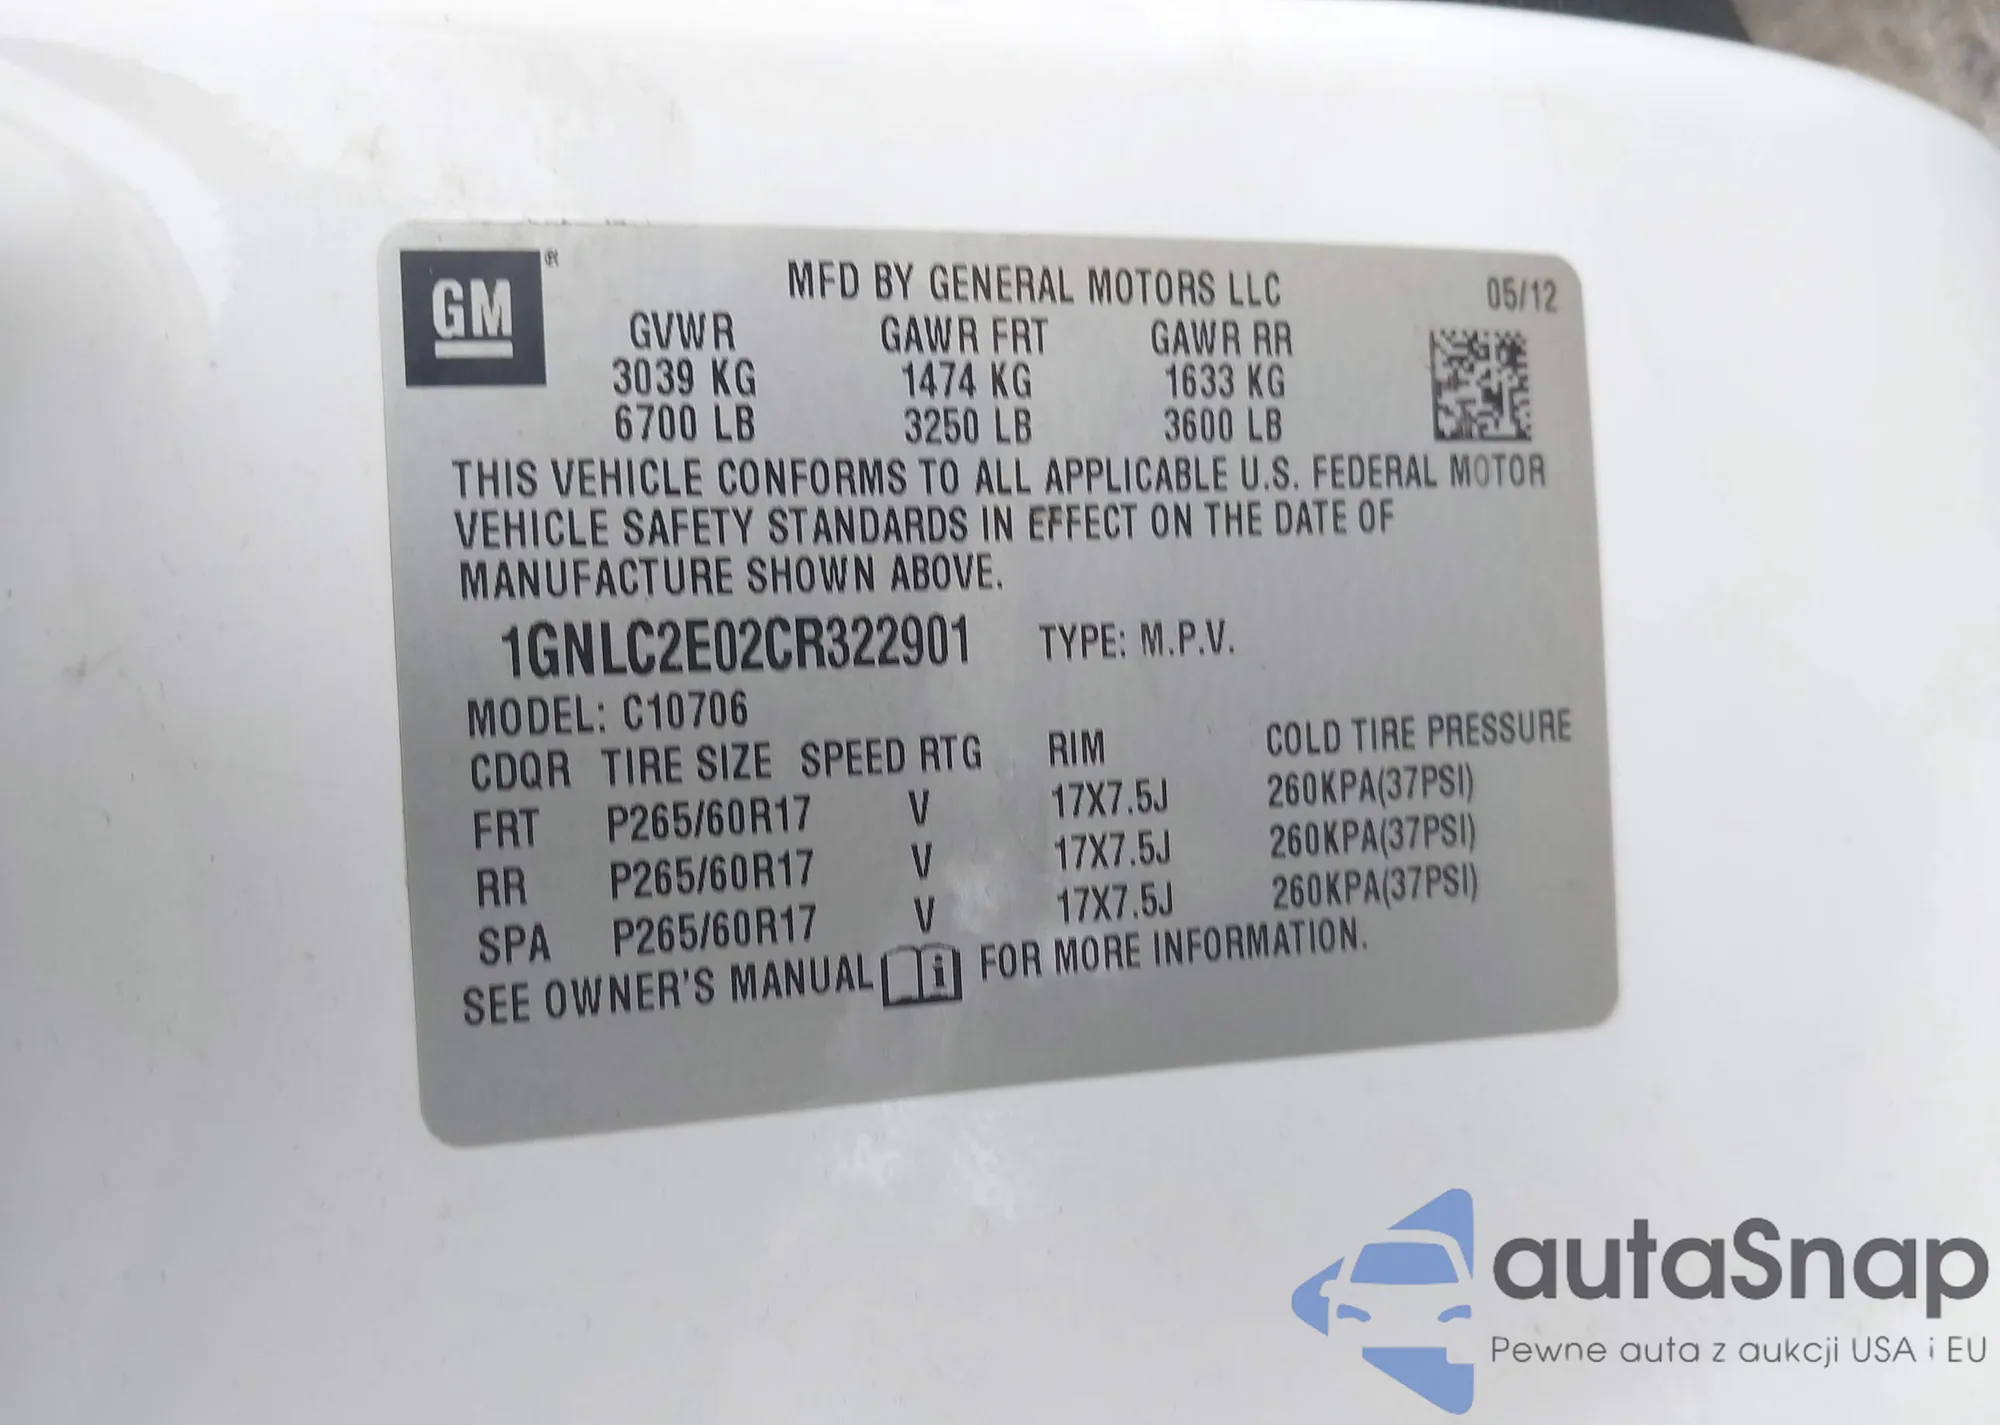 GM®
MFD BY GENERAL MOTORS LLC 05/12
GVWR GAWR FRT GAWR RR
3039 KG 1474 KG 1633 KG
6700 LB 3250 LB 3600 LB
THIS VEHICLE CONFORMS TO ALL APPLICABLE U.S. FEDERAL MOTOR
VEHICLE SAFETY STANDARDS IN EFFECT ON THE DATE OF
MANUFACTURE SHOWN ABOVE.
1GNLC2E02CR322901 TYPE: M.P.V.
MODEL: C10706
CDQR TIRE SIZE SPEED RTG RIM COLD TIRE PRESSURE
FRT P265/60R17 V 17X7.5J 260KPA(37PSI)
RR P265/60R17 V 17X7.5J 260KPA(37PSI)
SPA P265/60R17 V 17X7.5J 260KPA(37PSI)
SEE OWNER'S MANUAL i FOR MORE INFORMATION.
autaSnap
Pewne auta z aukcji USA i EU